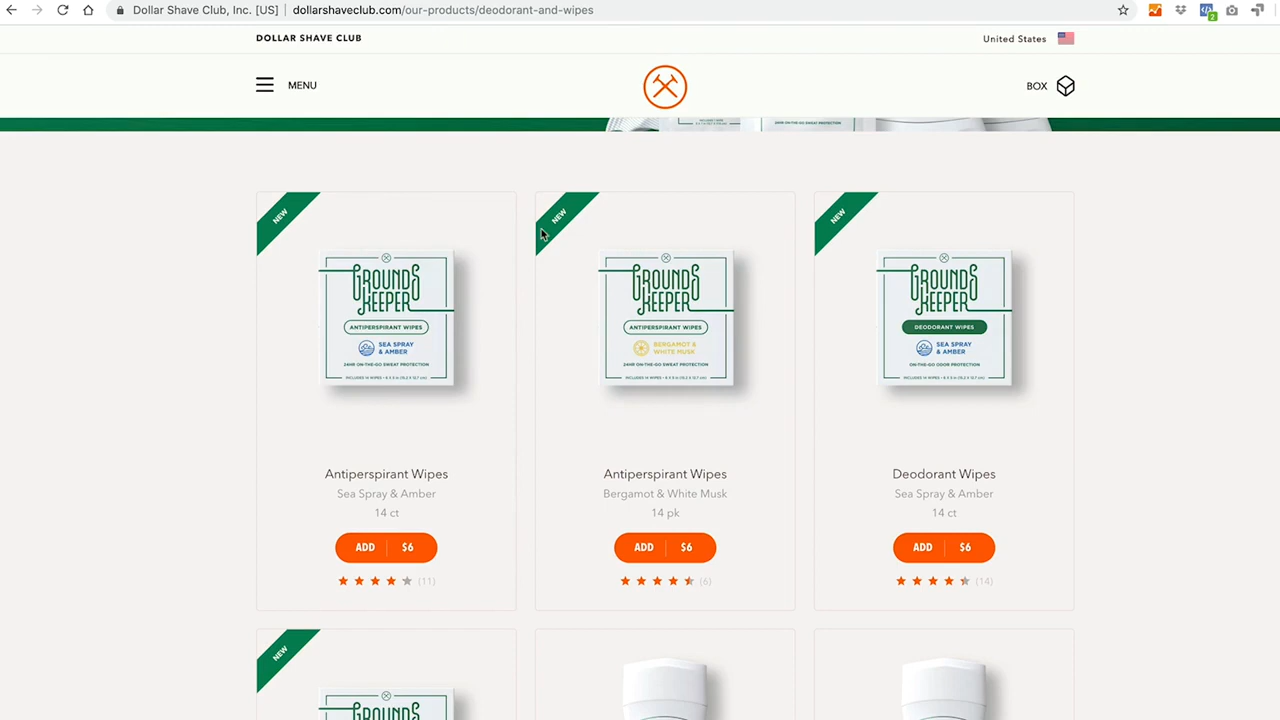 Dollar Shave Club, Inc. [US] | dollarshaveclub.com/our-products/deodorant-and-wipes
2
DOLLAR SHAVE CLUB
United States
MENU
BOX
NEW
GROUNDS
KEEPER
ANTIPERSPIRANT WIPES
SEA SPRAY
& AMBER
24HR ON-THE-GO SWEAT PROTECTION
Antiperspirant Wipes
Sea Spray & Amber
14 ct
ADD | $6
(11)
NEW
GROUNDS
KEEPER
ANTIPERSPIRANT WIPES
BERGAMOT &
WHITE MUSK
24HR ON-THE-GO SWEAT PROTECTION
Antiperspirant Wipes
Bergamot & White Musk
14 pk
ADD | $6
(6)
NEW
GROUNDS
KEEPER
DEODORANT WIPES
SEA SPRAY
& AMBER
ON-THE-GO ODOR PROTECTION
Deodorant Wipes
Sea Spray & Amber
14 ct
ADD | $6
(14)
NEW
GROUNDS